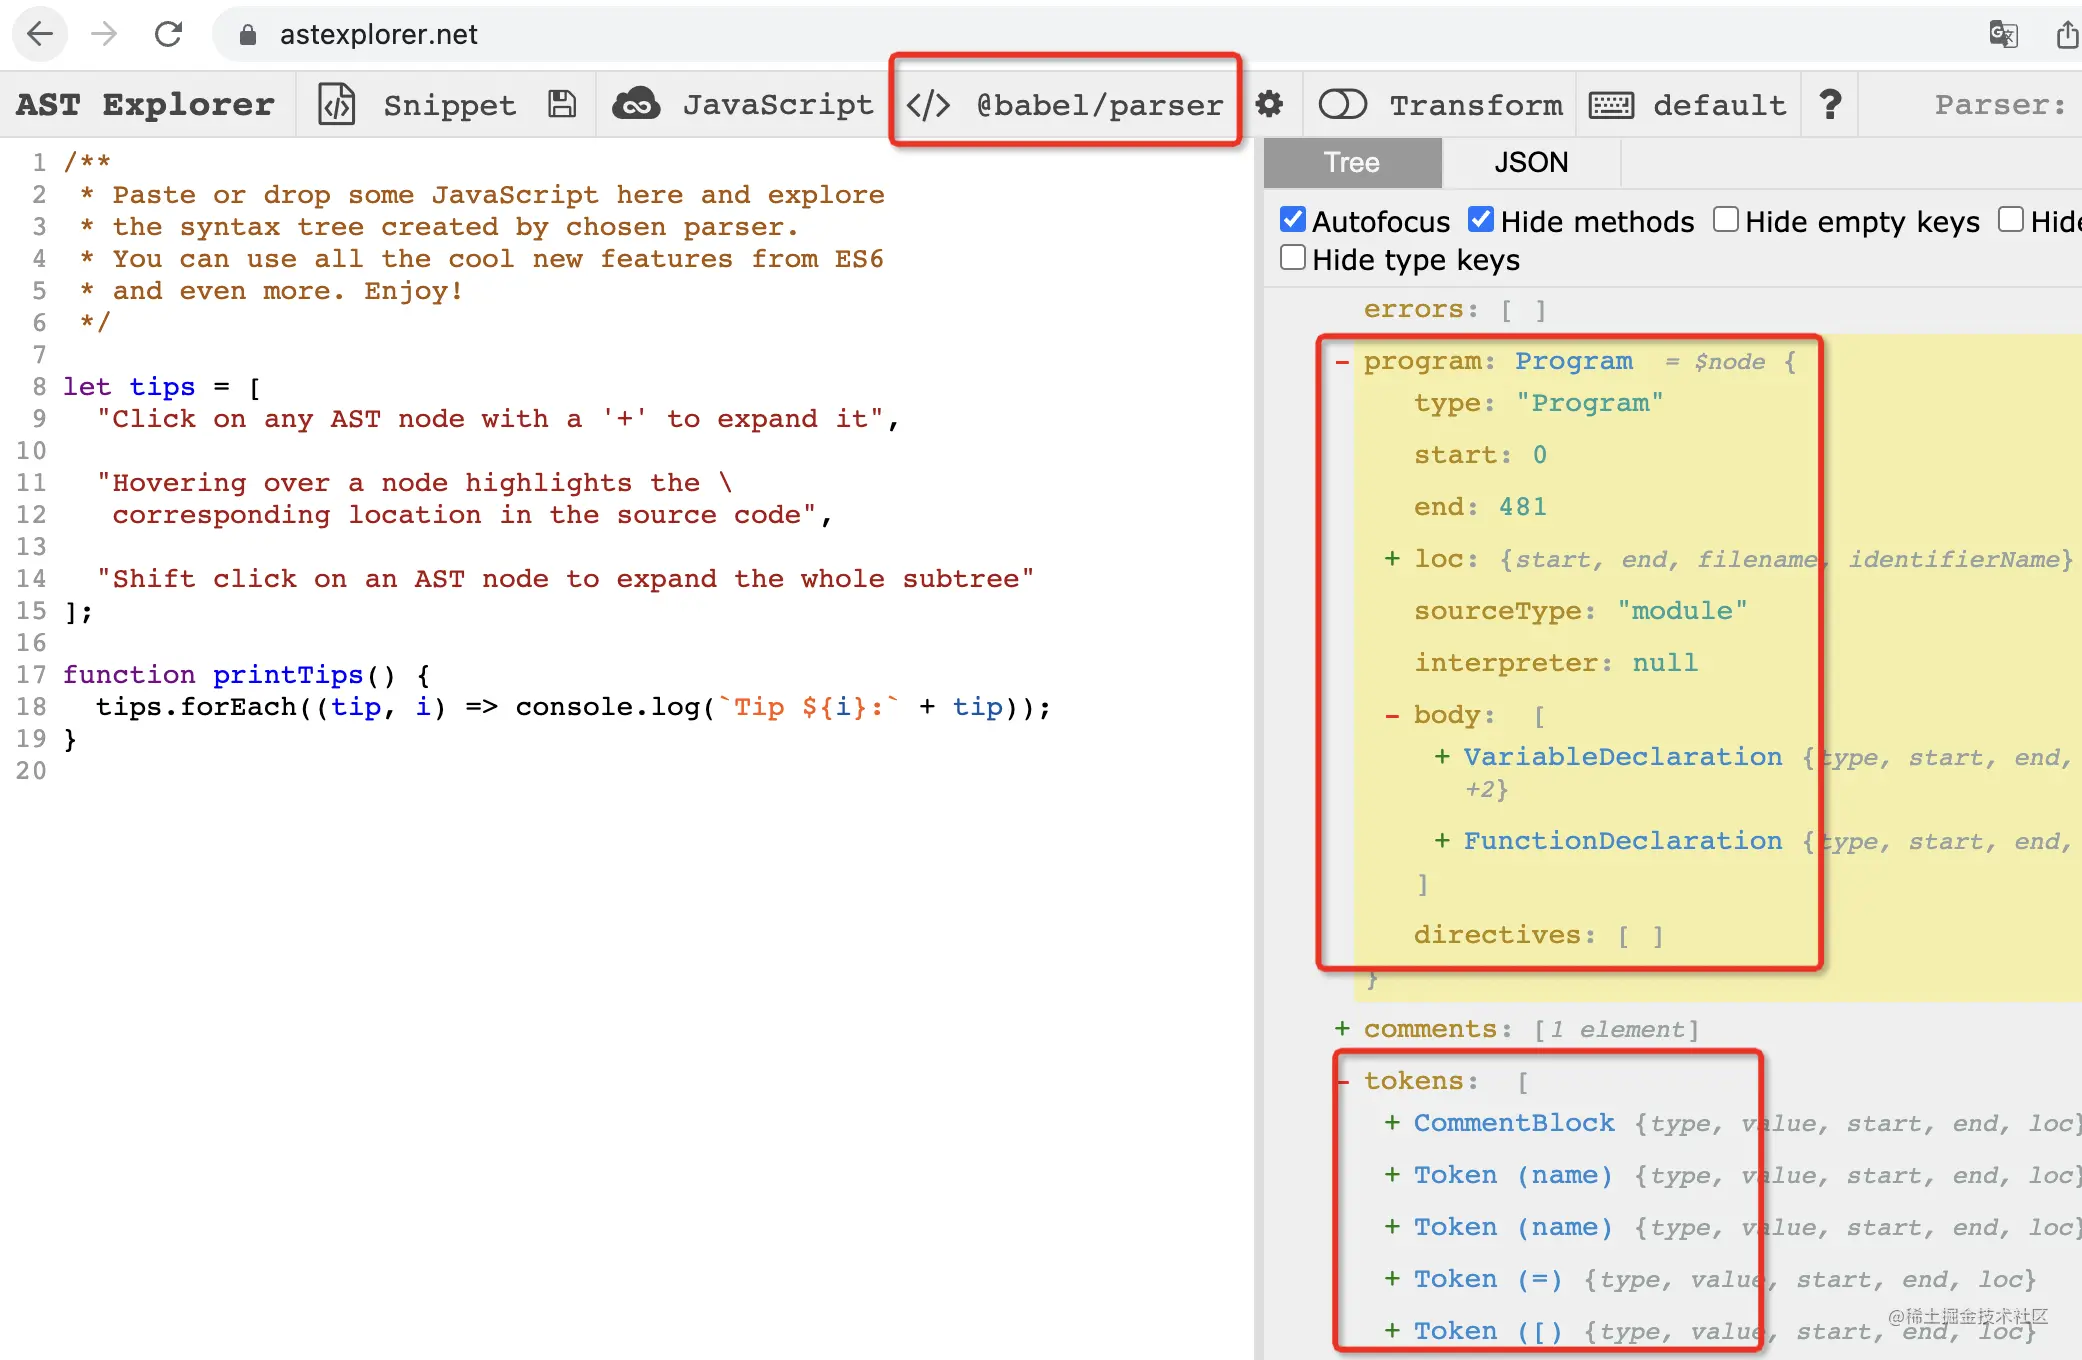 astexplorer.net
AST Explorer Snippet JavaScript </> @babel/parser Transform default ? Parser:
1 /**
2 * Paste or drop some JavaScript here and explore
3 * the syntax tree created by chosen parser.
4 * You can use all the cool new features from ES6
5 * and even more. Enjoy!
6 */
7
8 let tips = [
9 "Click on any AST node with a '+' to expand it",
10
11 "Hovering over a node highlights the \
12 corresponding location in the source code",
13
14 "Shift click on an AST node to expand the whole subtree"
15 ];
16
17 function printTips() {
18 tips.forEach((tip, i) => console.log(`Tip ${i}:` + tip));
19 }
20
Tree JSON
Autofocus Hide methods Hide empty keys Hide
Hide type keys
errors: [ ]
- program: Program = $node {
type: "Program"
start: 0
end: 481
+ loc: {start, end, filename, identifierName}
sourceType: "module"
interpreter: null
- body: [
+ VariableDeclaration {type, start, end,
+2}
+ FunctionDeclaration {type, start, end,
]
directives: [ ]
}
+ comments: [1 element]
- tokens: [
+ CommentBlock {type, value, start, end, loc}
+ Token (name) {type, value, start, end, loc}
+ Token (name) {type, value, start, end, loc}
+ Token (=) {type, value, start, end, loc}
+ Token ([) {type, value, start, end, loc}
@稀土掘金技术社区